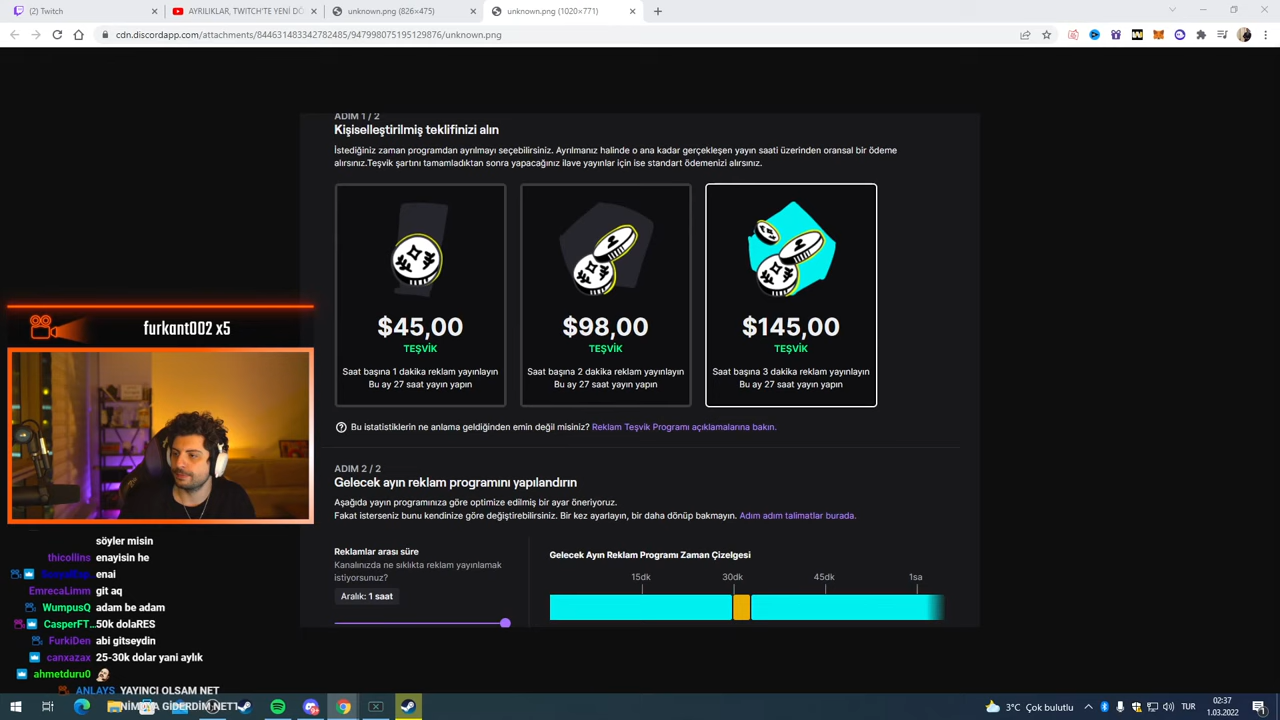 (2) Twitch
AYRILIKLAR, TWITCH'TE YENİ DÖ
unknown.png (826×475)
unknown.png (1020×771)
cdn.discordapp.com/attachments/844631483342782485/947998075195129876/unknown.png
ADIM 1 / 2
Kişiselleştirilmiş teklifinizi alın
İstediğiniz zaman programdan ayrılmayı seçebilirsiniz. Ayrılmanız halinde o ana kadar gerçekleşen yayın saati üzerinden oransal bir ödeme
alırsınız.Teşvik şartını tamamladıktan sonra yapacağınız ilave yayınlar için ise standart ödemenizi alırsınız.
$45,00
TEŞVİK
Saat başına 1 dakika reklam yayınlayın
Bu ay 27 saat yayın yapın
$98,00
TEŞVİK
Saat başına 2 dakika reklam yayınlayın
Bu ay 27 saat yayın yapın
$145,00
TEŞVİK
Saat başına 3 dakika reklam yayınlayın
Bu ay 27 saat yayın yapın
Bu istatistiklerin ne anlama geldiğinden emin değil misiniz? Reklam Teşvik Programı açıklamalarına bakın.
ADIM 2 / 2
Gelecek ayın reklam programını yapılandırın
Aşağıda yayın programınıza göre optimize edilmiş bir ayar öneriyoruz.
Fakat isterseniz bunu kendinize göre değiştirebilirsiniz. Bir kez ayarlayın, bir daha dönüp bakmayın. Adım adım talimatlar burada.
Reklamlar arası süre
Kanalınızda ne sıklıkta reklam yayınlamak
istiyorsunuz?
Aralık: 1 saat
Gelecek Ayın Reklam Programı Zaman Çizelgesi
15dk 30dk 45dk 1sa
furkant002 x5
söyler misin
thicollins enayisin he
enai
EmrecaLimm git aq
WumpusQ adam be adam
CasperFT... 50k dolaRES
FurkiDen abi gitseydin
canxazax 25-30k dolar yani aylık
ahmetduru0
ANLAYS YAYINCI OLSAM NET
GİDERDİM NET1
3°C Çok bulutlu
TUR
02:37
1.03.2022